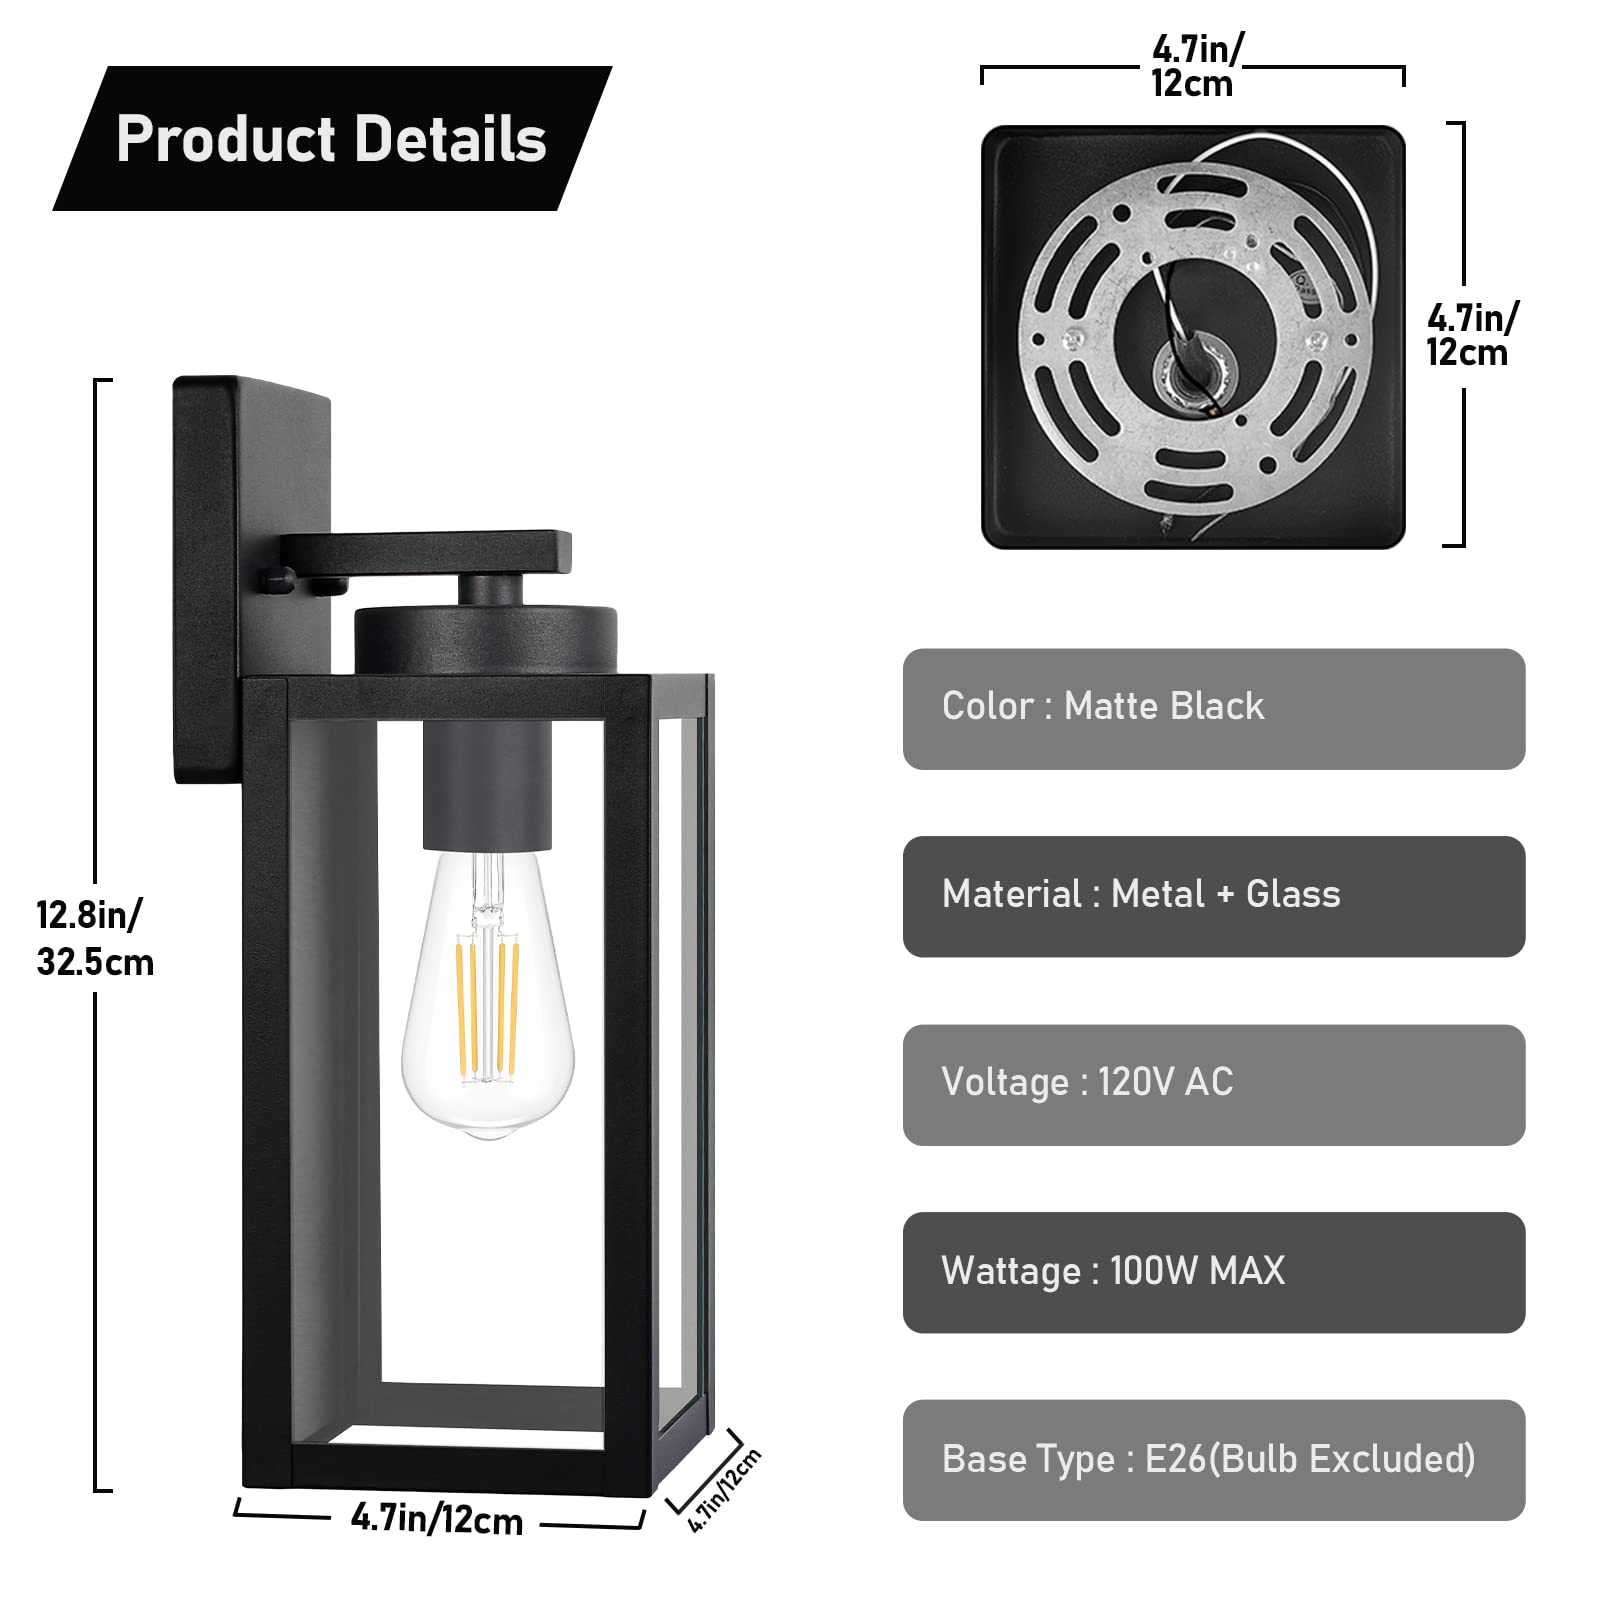 Product Details
4.7in/
12cm
4.7in/
12cm
12.8in/
32.5cm
4.7in/12cm
4.7in/12cm
Color : Matte Black
Material : Metal + Glass
Voltage : 120V AC
Wattage : 100W MAX
Base Type : E26(Bulb Excluded)